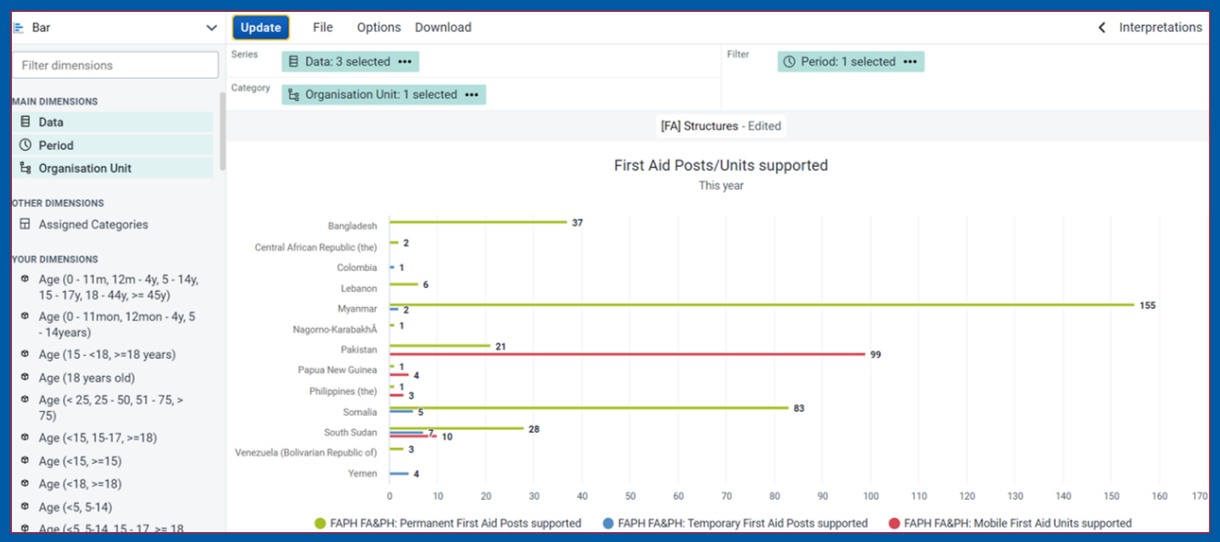 Bar
Update File Options Download Interpretations
Filter dimensions
MAIN DIMENSIONS
Data
Period
Organisation Unit
OTHER DIMENSIONS
Assigned Categories
YOUR DIMENSIONS
Age (0 - 11m, 12m - 4y, 5 - 14y,
15 - 17y, 18 - 44y, >= 45y)
Age (0 - 11mon, 12mon - 4y, 5
- 14years)
Age (15 - <18, >=18 years)
Age (18 years old)
Age (< 25, 25 - 50, 51 - 75, >
75)
Age (<15, 15-17, >=18)
Age (<15, >=15)
Age (<18, >=18)
Age (<5, 5-14)
Age (<5, 5-14, 15 - 17, >= 18
Series
Data: 3 selected •••
Filter
Period: 1 selected •••
Category
Organisation Unit: 1 selected •••
[FA] Structures - Edited
First Aid Posts/Units supported
This year
Bangladesh 37
Central African Republic (the) 2
Colombia 1
Lebanon 6
Myanmar 155 2
Nagorno-KarabakhÂ 1
Pakistan 21 99
Papua New Guinea 1 4
Philippines (the) 1 3
Somalia 83 5
South Sudan 28 7 10
Venezuela (Bolivarian Republic of) 3
Yemen 4
0 10 20 30 40 50 60 70 80 90 100 110 120 130 140 150 160 170
FAPH FA&PH: Permanent First Aid Posts supported FAPH FA&PH: Temporary First Aid Posts supported FAPH FA&PH: Mobile First Aid Units supported